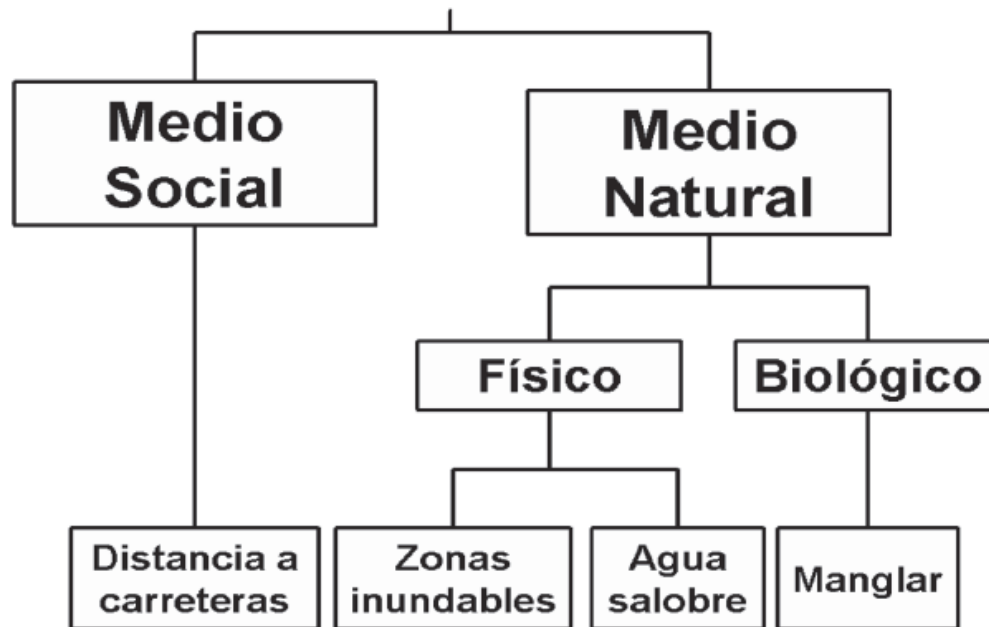 Medio
Social
Medio
Natural
Físico
Biológico
Distancia a
carreteras
Zonas
inundables
Agua
salobre
Manglar